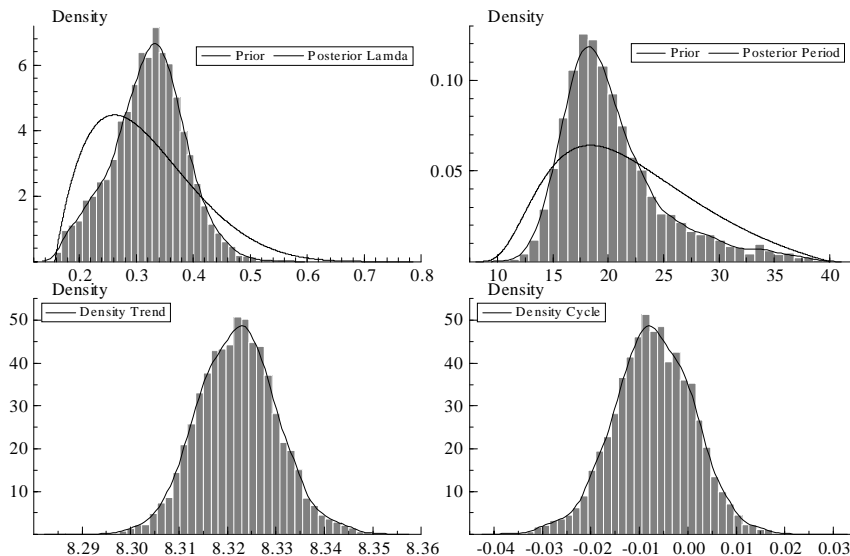 Density
Prior Posterior Lamda
6
4
2
0.2 0.3 0.4 0.5 0.6 0.7 0.8
Density
Prior Posterior Period
0.10
0.05
10 15 20 25 30 35 40
Density
Density Trend
50
40
30
20
10
8.29 8.30 8.31 8.32 8.33 8.34 8.35 8.36
Density
Density Cycle
50
40
30
20
10
-0.04 -0.03 -0.02 -0.01 0.00 0.01 0.02 0.03